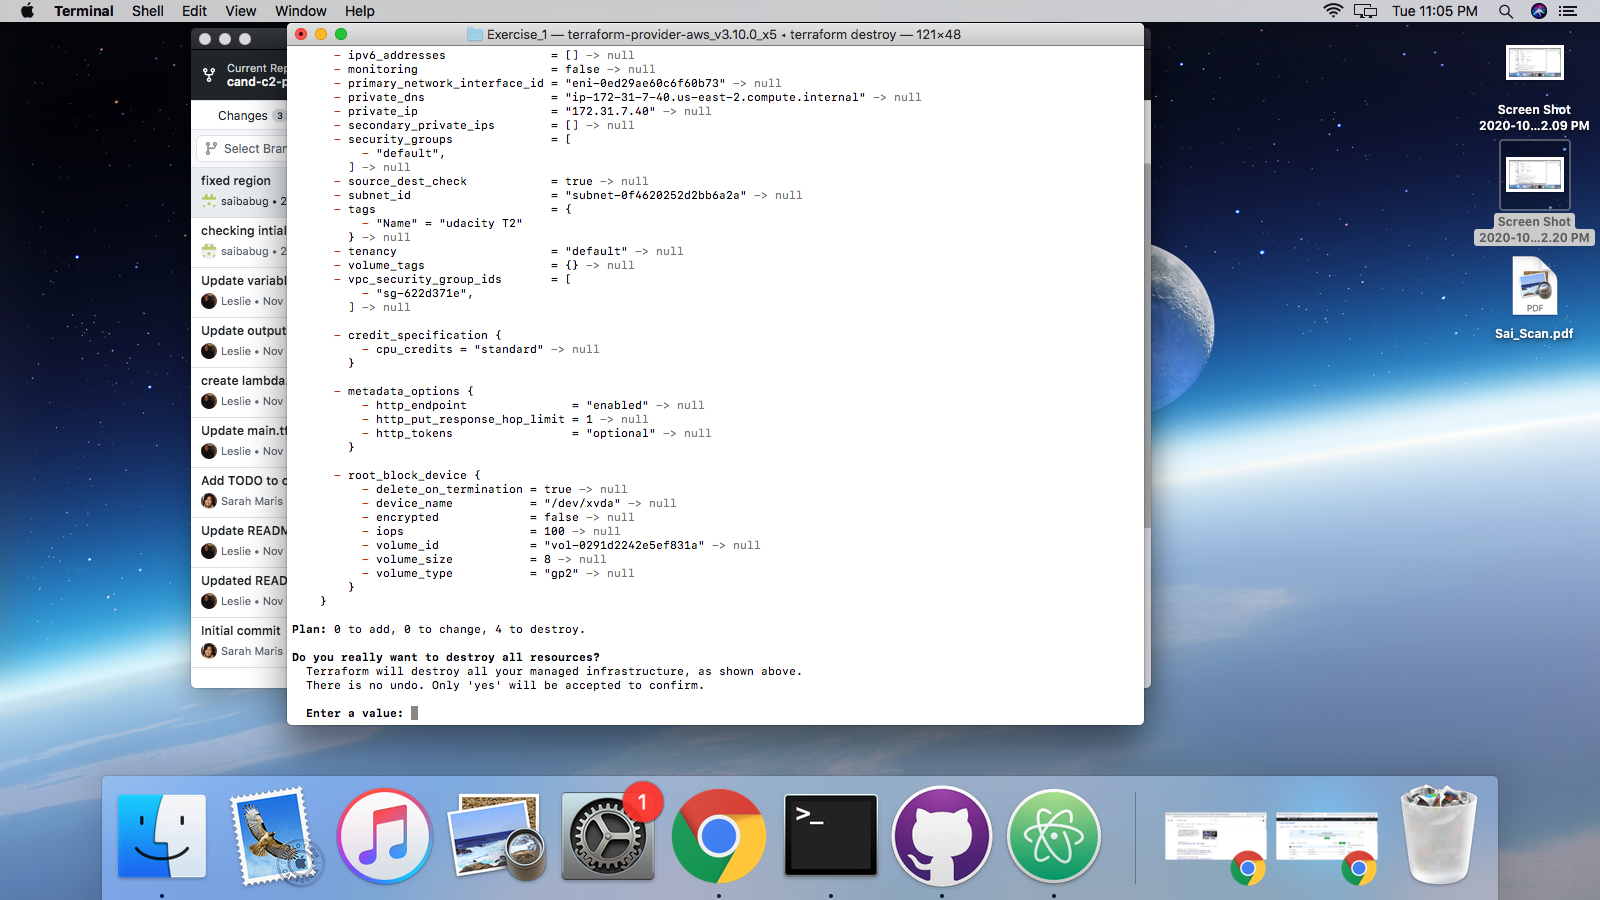 Terminal Shell Edit View Window Help
Tue 11:05 PM
Exercise_1 — terraform-provider-aws_v3.10.0_x5 • terraform destroy — 121×48
Current Rep
cand-c2-p
Changes 3
Select Bran
fixed region
saibabug • 2
checking intial
saibabug • 2
Update variabl
Leslie • Nov
Update output
Leslie • Nov
create lambda.
Leslie • Nov
Update main.tf
Leslie • Nov
Add TODO to c
Sarah Maris
Update READM
Leslie • Nov
Updated READ
Leslie • Nov
Initial commit
Sarah Maris
- ipv6_addresses = [] -> null
- monitoring = false -> null
- primary_network_interface_id = "eni-0ed29ae60c6f60b73" -> null
- private_dns = "ip-172-31-7-40.us-east-2.compute.internal" -> null
- private_ip = "172.31.7.40" -> null
- secondary_private_ips = [] -> null
- security_groups = [
- "default",
] -> null
- source_dest_check = true -> null
- subnet_id = "subnet-0f4620252d2bb6a2a" -> null
- tags = {
- "Name" = "udacity T2"
} -> null
- tenancy = "default" -> null
- volume_tags = {} -> null
- vpc_security_group_ids = [
- "sg-622d371e",
] -> null
- credit_specification {
- cpu_credits = "standard" -> null
}
- metadata_options {
- http_endpoint = "enabled" -> null
- http_put_response_hop_limit = 1 -> null
- http_tokens = "optional" -> null
}
- root_block_device {
- delete_on_termination = true -> null
- device_name = "/dev/xvda" -> null
- encrypted = false -> null
- iops = 100 -> null
- volume_id = "vol-0291d2242e5ef831a" -> null
- volume_size = 8 -> null
- volume_type = "gp2" -> null
}
}
Plan: 0 to add, 0 to change, 4 to destroy.
Do you really want to destroy all resources?
Terraform will destroy all your managed infrastructure, as shown above.
There is no undo. Only 'yes' will be accepted to confirm.
Enter a value:
Screen Shot
2020-10...2.09 PM
Screen Shot
2020-10...2.20 PM
PDF
Sai_Scan.pdf
1
>_